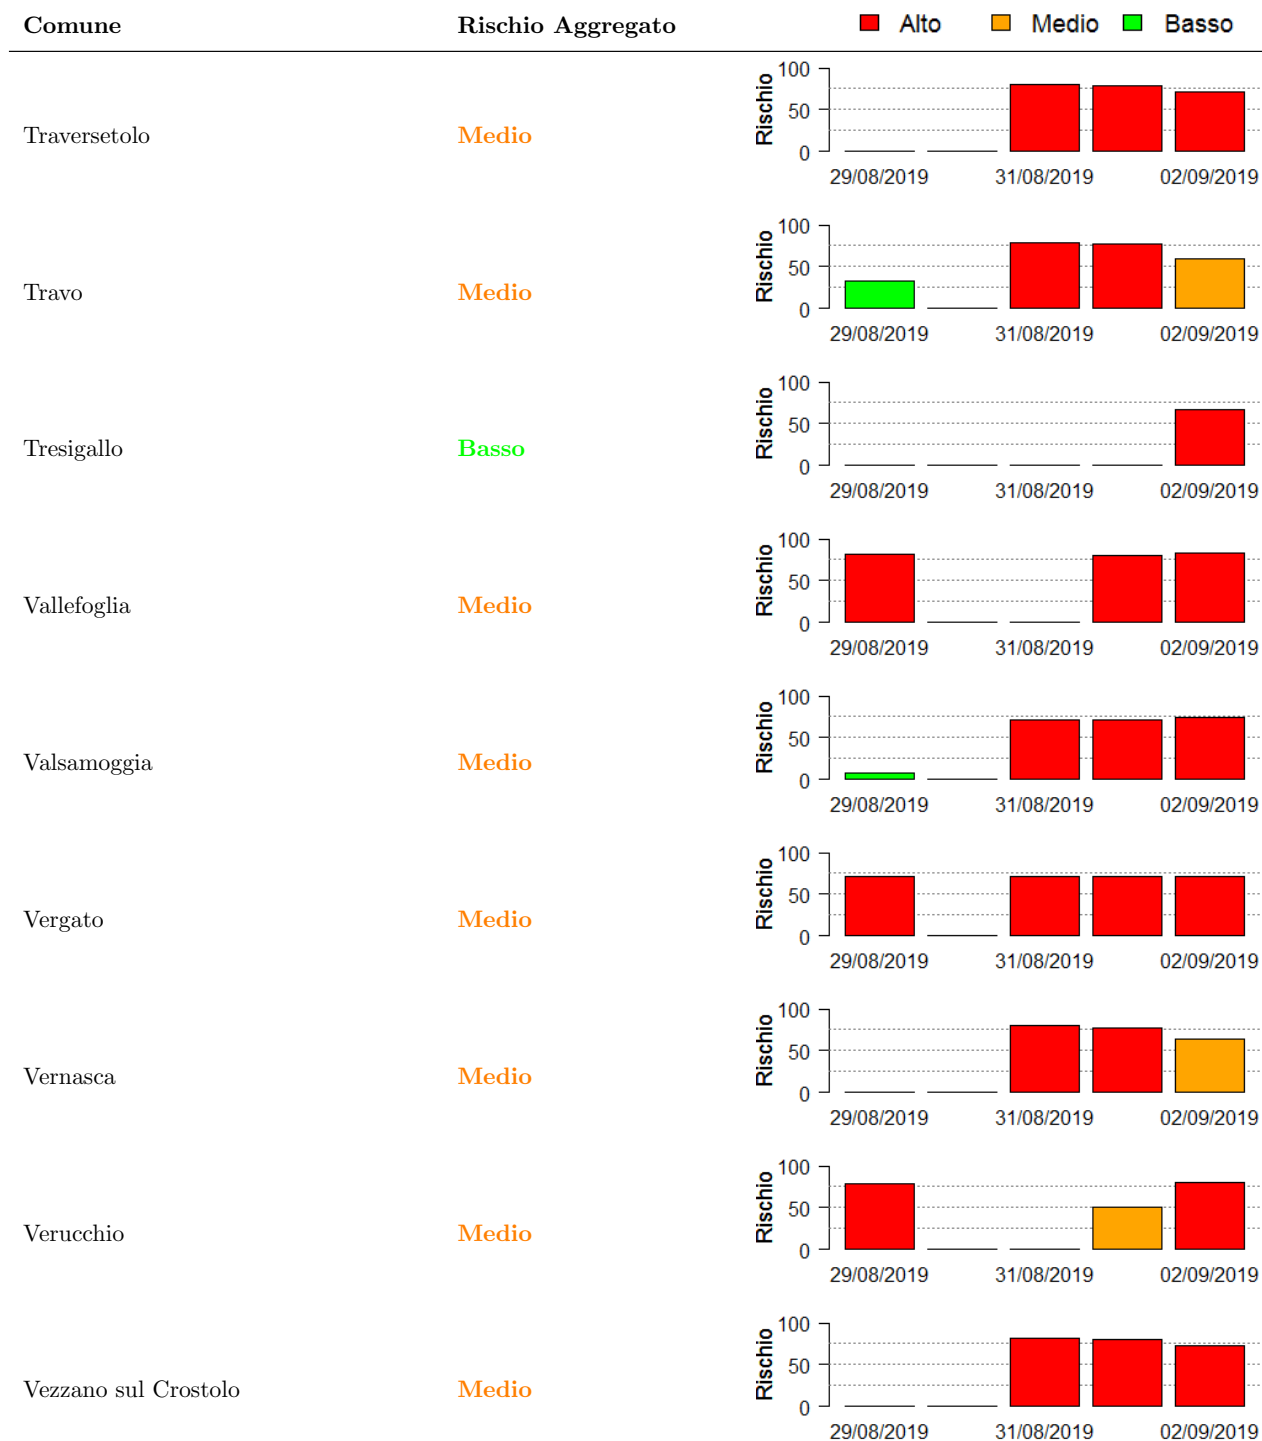 Comune Rischio Aggregato Alto Medio Basso
100
50
0
Rischio
Traversetolo Medio
29/08/2019 31/08/2019 02/09/2019
100
50
0
Rischio
Travo Medio
29/08/2019 31/08/2019 02/09/2019
100
50
0
Rischio
Tresigallo Basso
29/08/2019 31/08/2019 02/09/2019
100
50
0
Rischio
Vallefoglia Medio
29/08/2019 31/08/2019 02/09/2019
100
50
0
Rischio
Valsamoggia Medio
29/08/2019 31/08/2019 02/09/2019
100
50
0
Rischio
Vergato Medio
29/08/2019 31/08/2019 02/09/2019
100
50
0
Rischio
Vernasca Medio
29/08/2019 31/08/2019 02/09/2019
100
50
0
Rischio
Verucchio Medio
29/08/2019 31/08/2019 02/09/2019
100
50
0
Rischio
Vezzano sul Crostolo Medio
29/08/2019 31/08/2019 02/09/2019